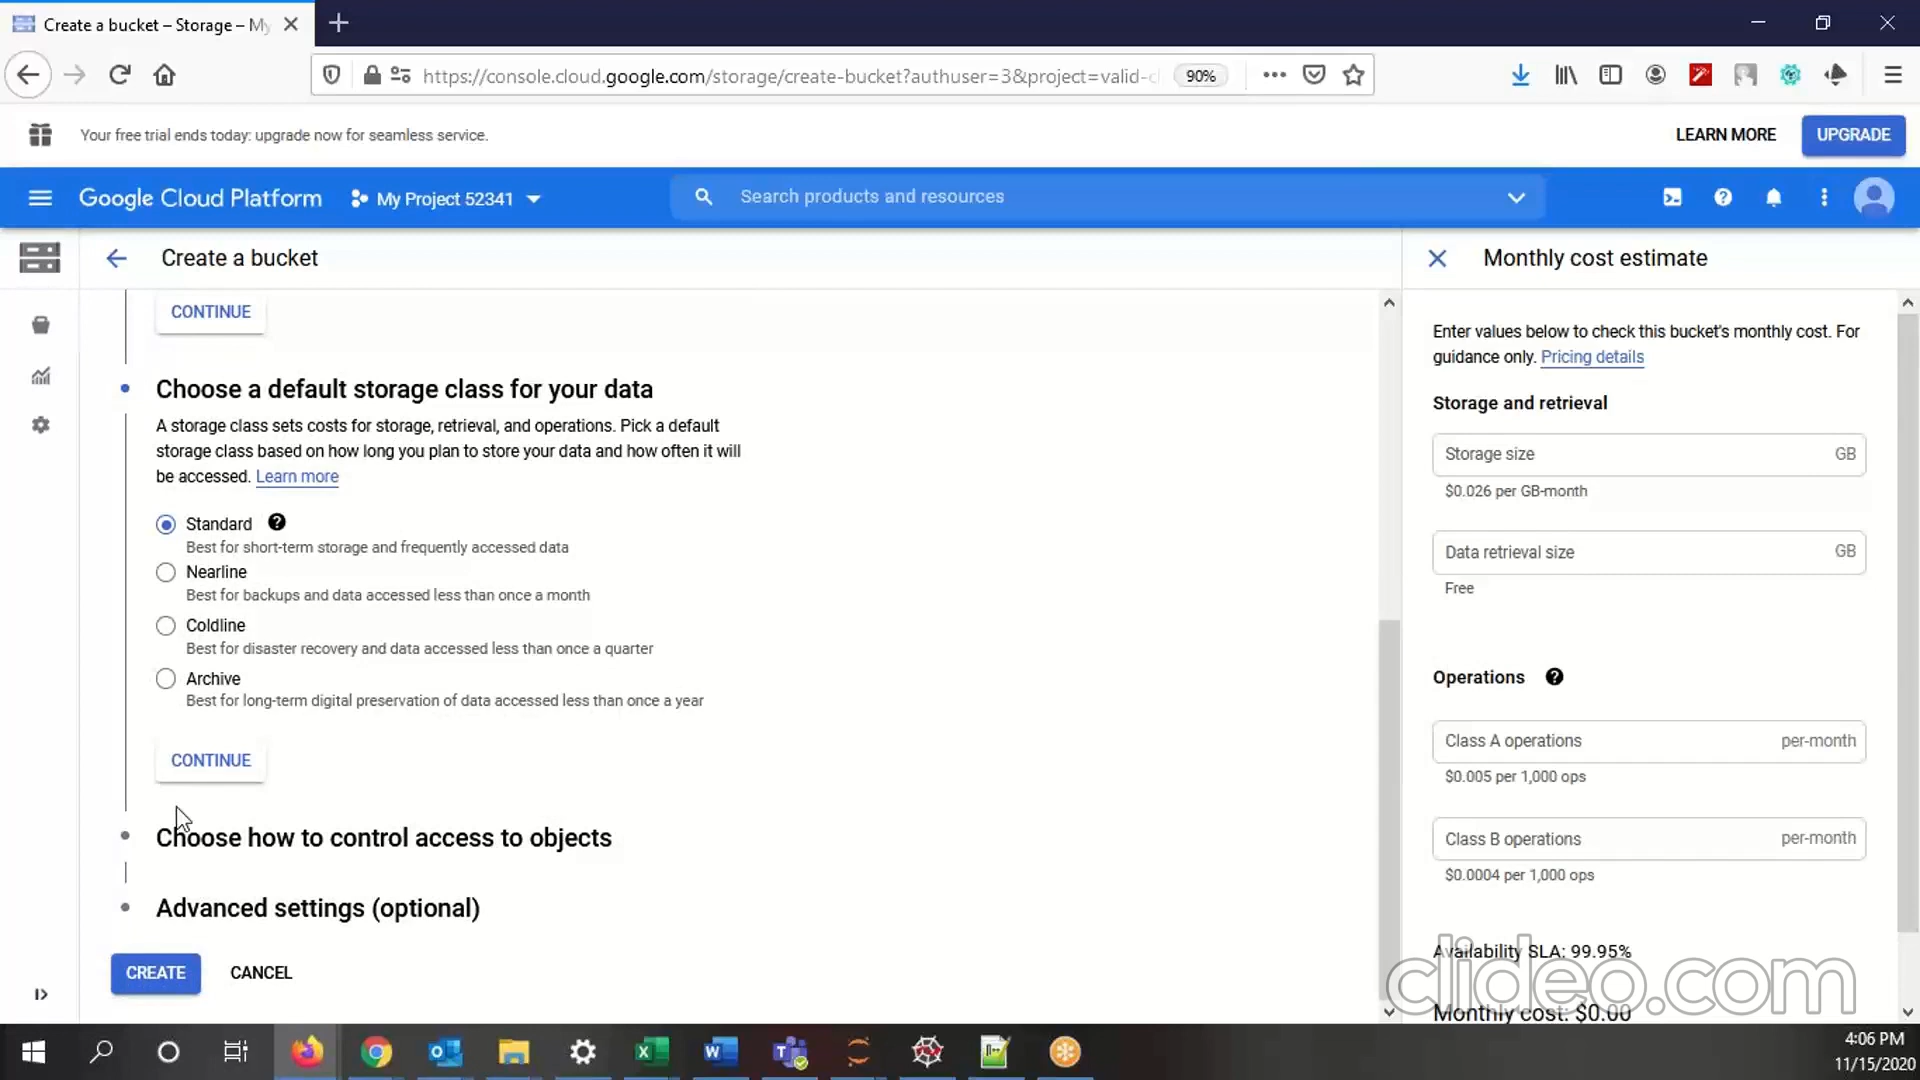 Create a bucket – Storage – My
https://console.cloud.google.com/storage/create-bucket?authuser=3&project=valid-c
90%
Your free trial ends today: upgrade now for seamless service.
LEARN MORE
UPGRADE
Google Cloud Platform
My Project 52341
Search products and resources
Create a bucket
Monthly cost estimate
CONTINUE
Choose a default storage class for your data
A storage class sets costs for storage, retrieval, and operations. Pick a default
storage class based on how long you plan to store your data and how often it will
be accessed. Learn more
Standard
Best for short-term storage and frequently accessed data
Nearline
Best for backups and data accessed less than once a month
Coldline
Best for disaster recovery and data accessed less than once a quarter
Archive
Best for long-term digital preservation of data accessed less than once a year
CONTINUE
Choose how to control access to objects
Advanced settings (optional)
CREATE
CANCEL
Enter values below to check this bucket's monthly cost. For
guidance only. Pricing details
Storage and retrieval
Storage size GB
$0.026 per GB-month
Data retrieval size GB
Free
Operations
Class A operations per-month
$0.005 per 1,000 ops
Class B operations per-month
$0.0004 per 1,000 ops
Availability SLA: 99.95%
clideo.com
Monthly cost: $0.00
4:06 PM
11/15/2020